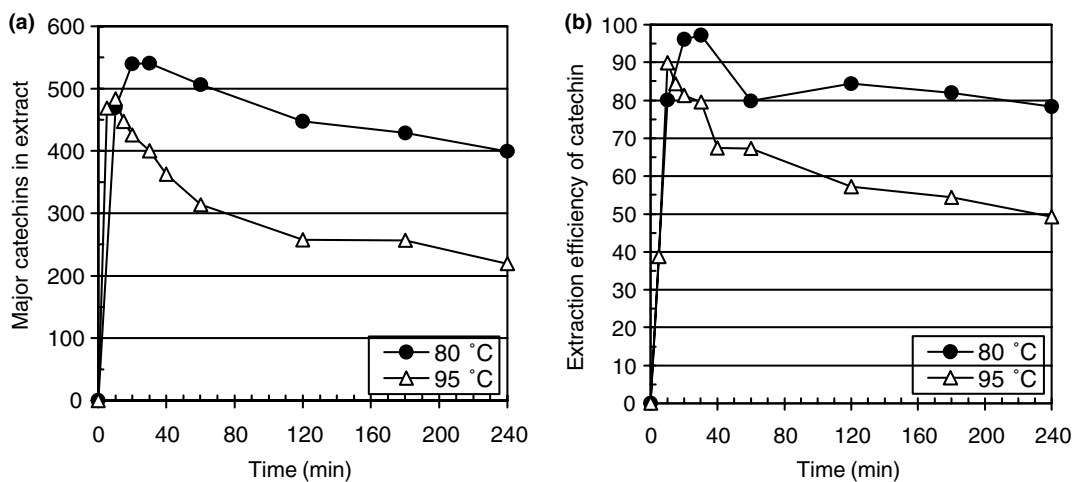 (a)
Major catechins in extract
600
500
400
300
200
100
0
0 40 80 120 160 200 240
Time (min)
80 °C
95 °C
(b)
Extraction efficiency of catechin
100
90
80
70
60
50
40
30
20
10
0
0 40 80 120 160 200 240
Time (min)
80 °C
95 °C